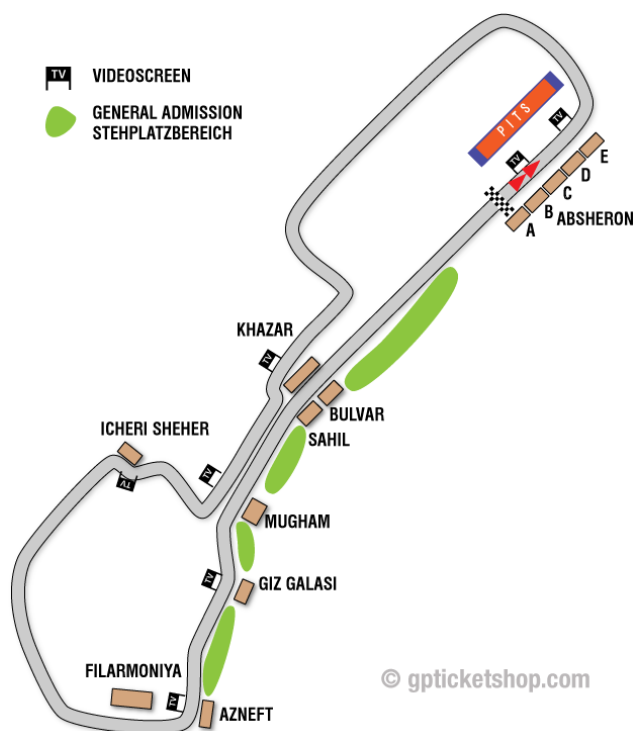 TV VIDEOSCREEN
GENERAL ADMISSION
STEHPLATZBEREICH
PITS
TV
TV
E
D
C
B
A
ABSHERON
KHAZAR
TV
BULVAR
ICHERI SHEHER
SAHIL
TV
TV
MUGHAM
TV
GIZ GALASI
FILARMONIYA
TV
AZNEFT
© gpticketshop.com